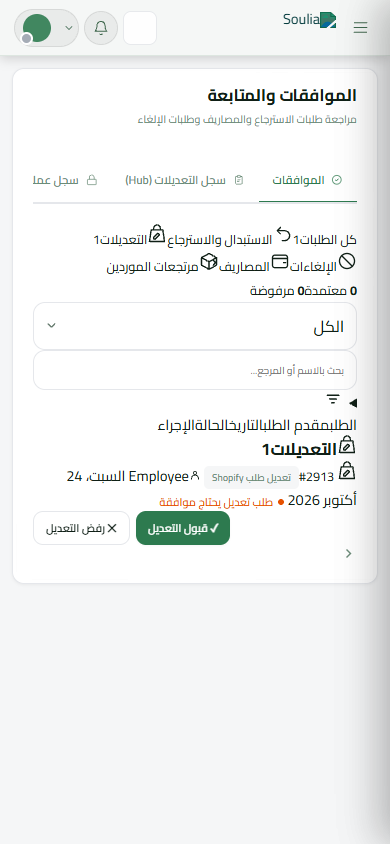 Soulia
الموافقات والمتابعة
مراجعة طلبات الاسترجاع والمصاريف وطلبات الإلغاء
الموافقات سجل التعديلات (Hub) سجل عملـ
كل الطلبات1 الاستبدال والاسترجاع التعديلات1
الإلغاءات المصاريف مرتجعات الموردين
0 معتمدة0 مرفوضة
الكل
بحث بالاسم أو المرجع...
الطلبمقدم الطلبالتاريخالحالةالإجراء
التعديلات1
#2913 تعديل طلب Shopify Employee السبت، 24
أكتوبر 2026 طلب تعديل يحتاج موافقة
✓ قبول التعديل ✕ رفض التعديل